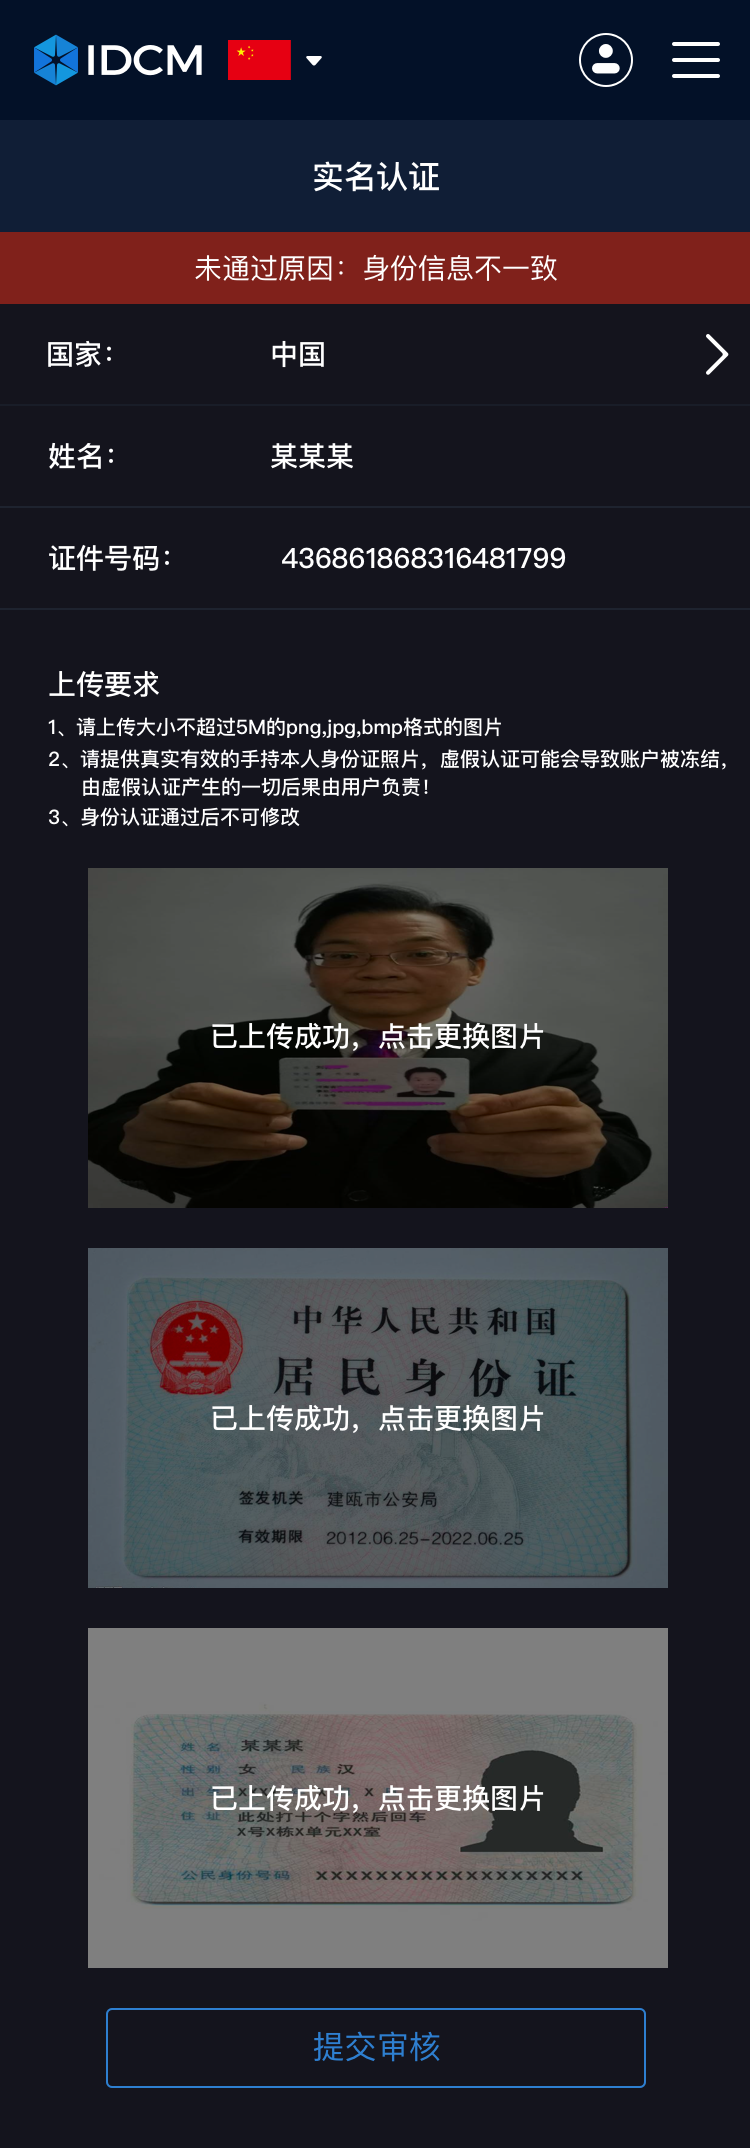 IDCM
实名认证
未通过原因：身份信息不一致
国家：
中国
姓名：
某某某
证件号码：
436861868316481799
上传要求
1、请上传大小不超过5M的png,jpg,bmp格式的图片
2、请提供真实有效的手持本人身份证照片，虚假认证可能会导致账户被冻结，
由虚假认证产生的一切后果由用户负责！
3、身份认证通过后不可修改
已上传成功，点击更换图片
中华人民共和国
居民身份证
已上传成功，点击更换图片
签发机关 建瓯市公安局
有效期限 2012.06.25-2022.06.25
姓名 某某某
性别 女 民族 汉
已上传成功，点击更换图片
住址 此处打十个字然后回车
X号X栋X单元XX室
公民身份号码 XXXXXXXXXXXXXXXXXX
提交审核